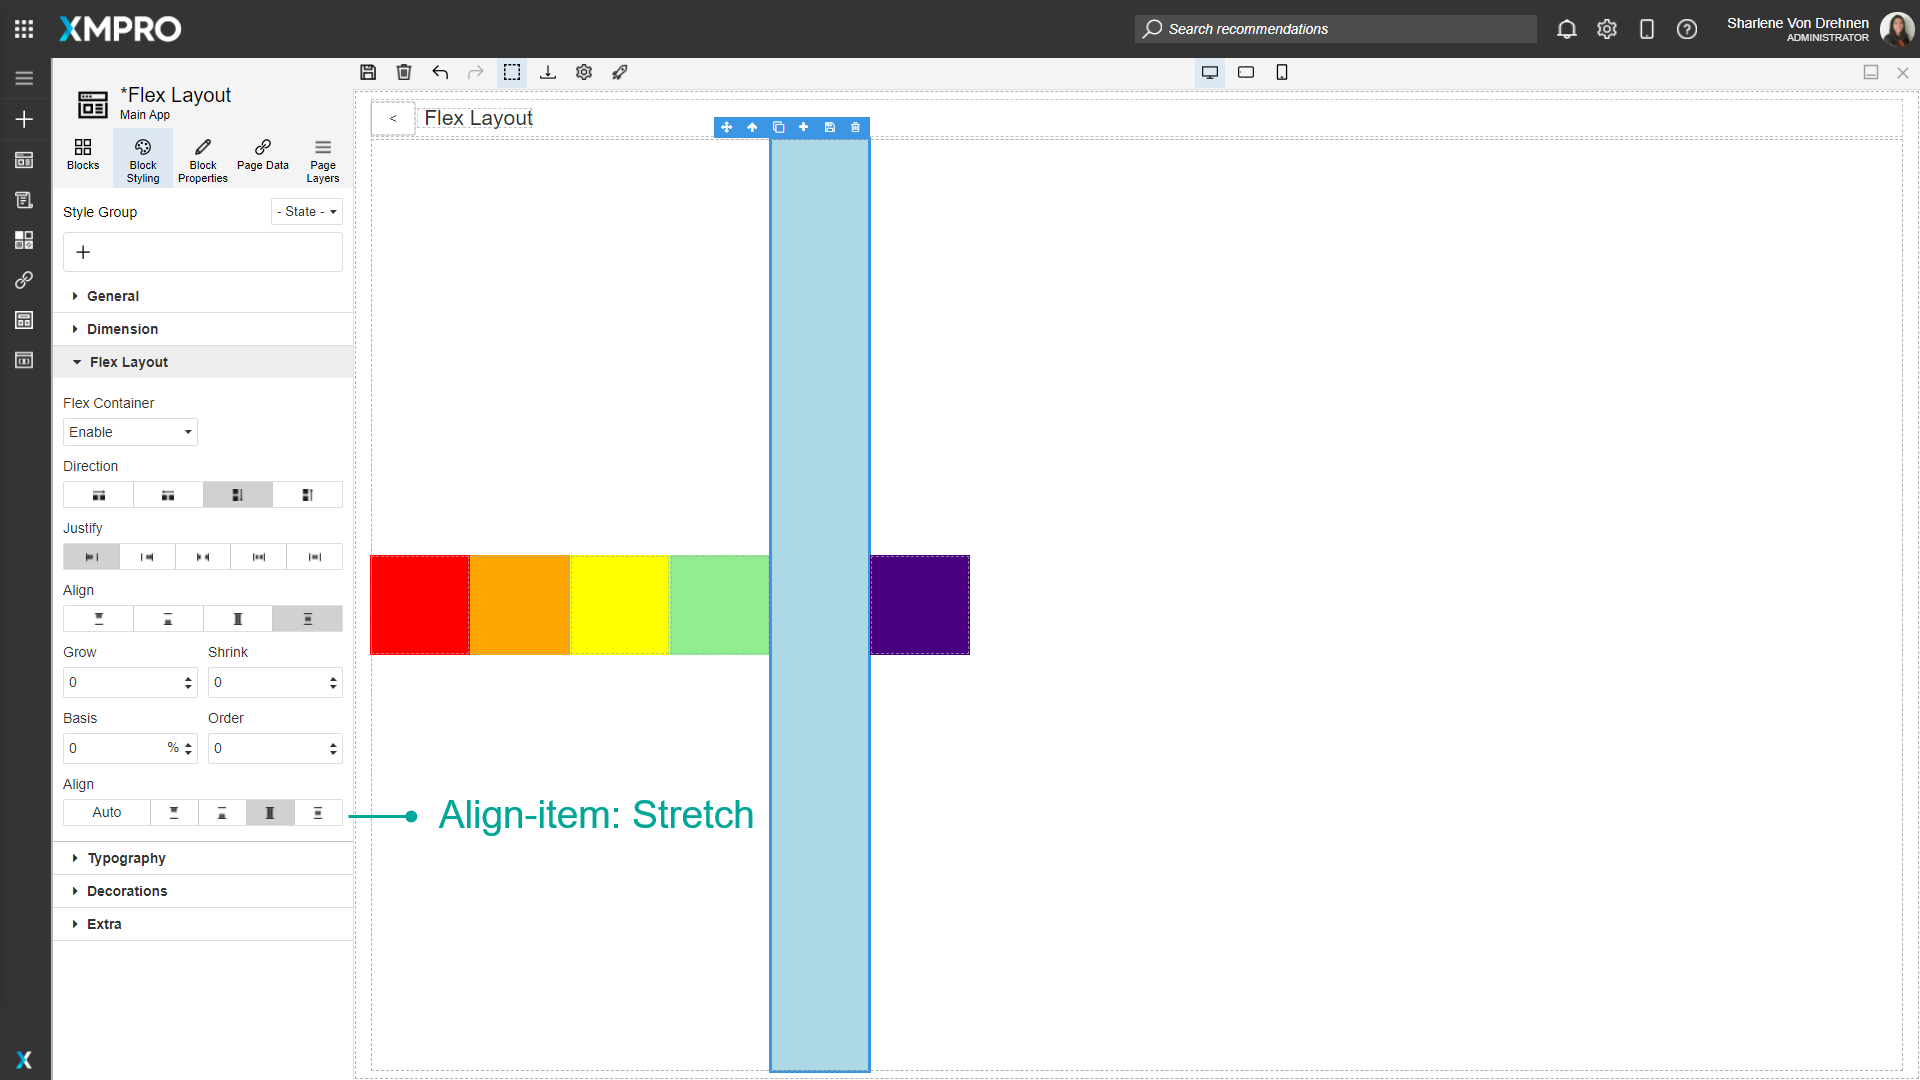 XMPRO
Search recommendations
Sharlene Von Drehnen
ADMINISTRATOR
*Flex Layout
Main App
Blocks
Block Styling
Block Properties
Page Data
Page Layers
Style Group
- State -
General
Dimension
Flex Layout
Flex Container
Enable
Direction
Justify
Align
Grow
Shrink
0
0
Basis
Order
0 %
0
Align
Auto
Typography
Decorations
Extra
<
Flex Layout
Align-item: Stretch